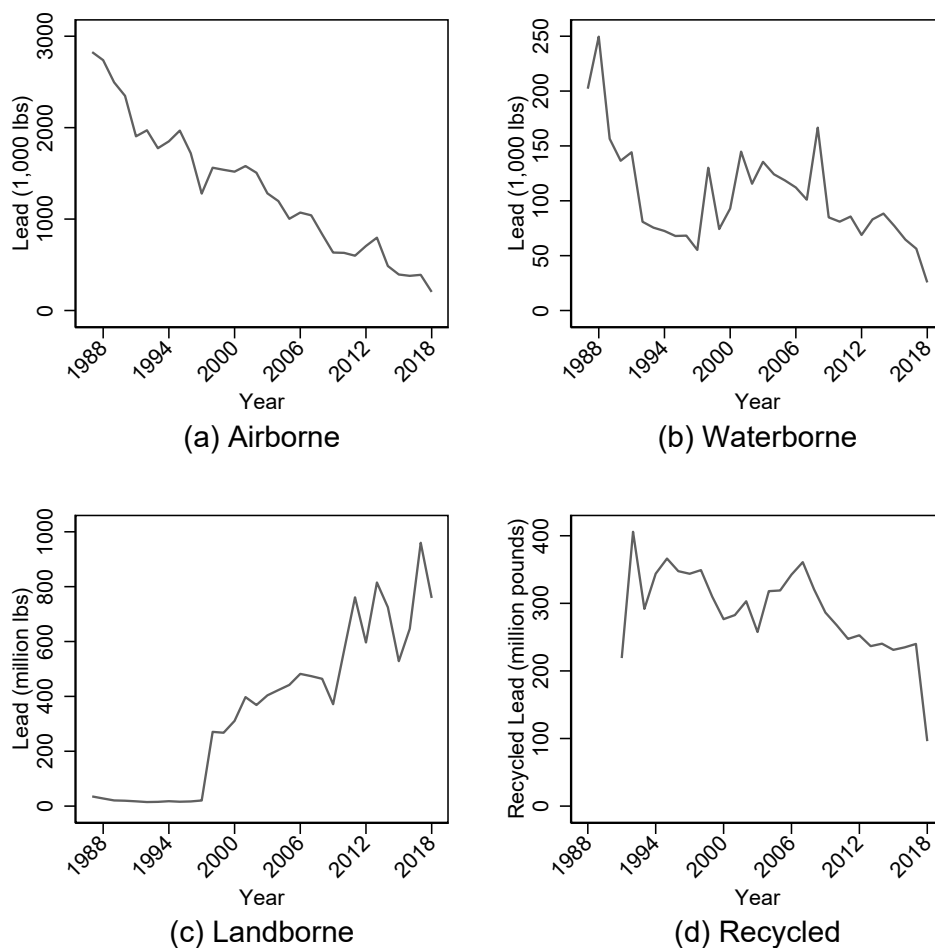 Lead (1,000 lbs)
3000
2000
1000
0
1988 1994 2000 2006 2012 2018
Year
(a) Airborne
Lead (1,000 lbs)
250
200
150
100
50
0
1988 1994 2000 2006 2012 2018
Year
(b) Waterborne
Lead (million lbs)
1000
800
600
400
200
0
1988 1994 2000 2006 2012 2018
Year
(c) Landborne
Recycled Lead (million pounds)
400
300
200
100
0
1988 1994 2000 2006 2012 2018
Year
(d) Recycled